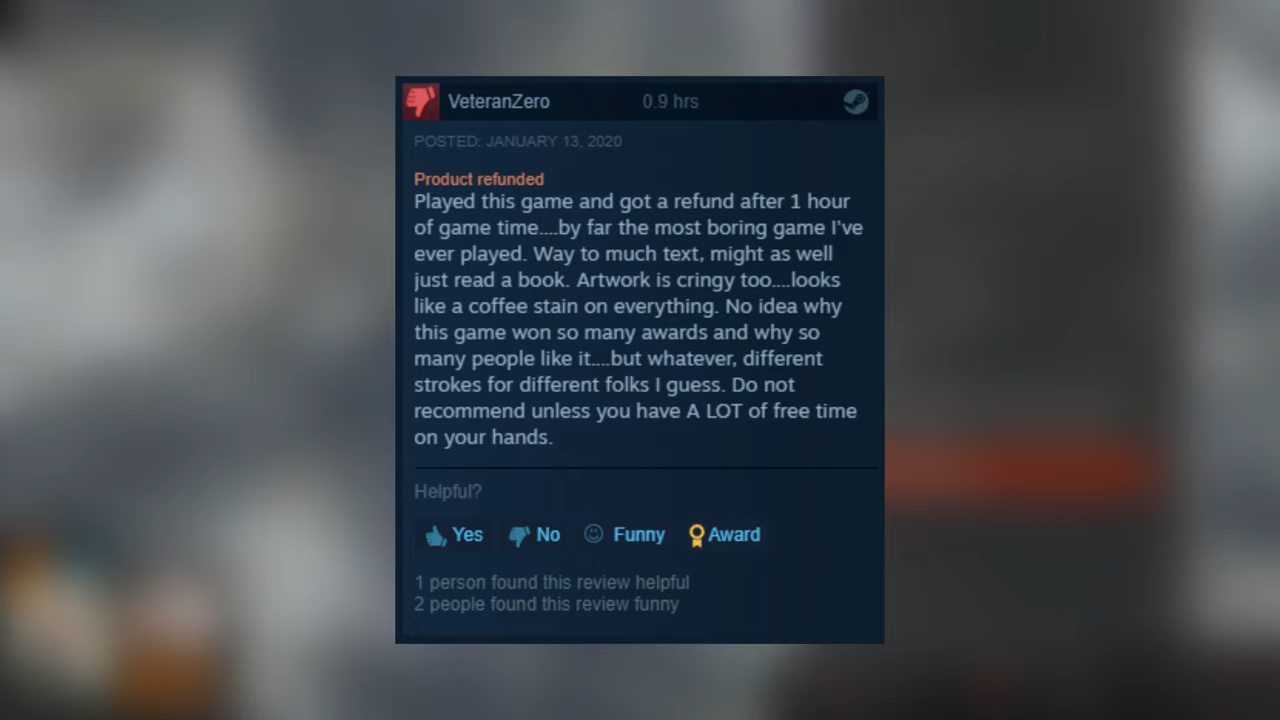 VeteranZero
0.9 hrs
POSTED: JANUARY 13, 2020
Product refunded
Played this game and got a refund after 1 hour
of game time....by far the most boring game I've
ever played. Way to much text, might as well
just read a book. Artwork is cringy too....looks
like a coffee stain on everything. No idea why
this game won so many awards and why so
many people like it....but whatever, different
strokes for different folks I guess. Do not
recommend unless you have A LOT of free time
on your hands.
Helpful?
Yes
No
Funny
Award
1 person found this review helpful
2 people found this review funny